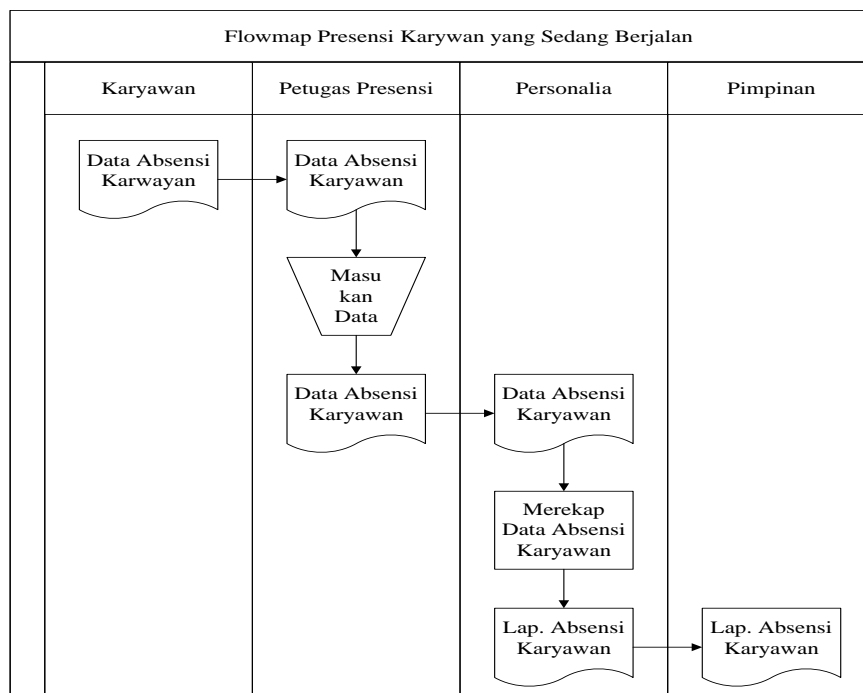 Flowmap Presensi Karywan yang Sedang Berjalan
Karyawan
Petugas Presensi
Personalia
Pimpinan
Data Absensi
Karwayan
Data Absensi
Karyawan
Masu
kan
Data
Data Absensi
Karyawan
Data Absensi
Karyawan
Merekap
Data Absensi
Karyawan
Lap. Absensi
Karyawan
Lap. Absensi
Karyawan